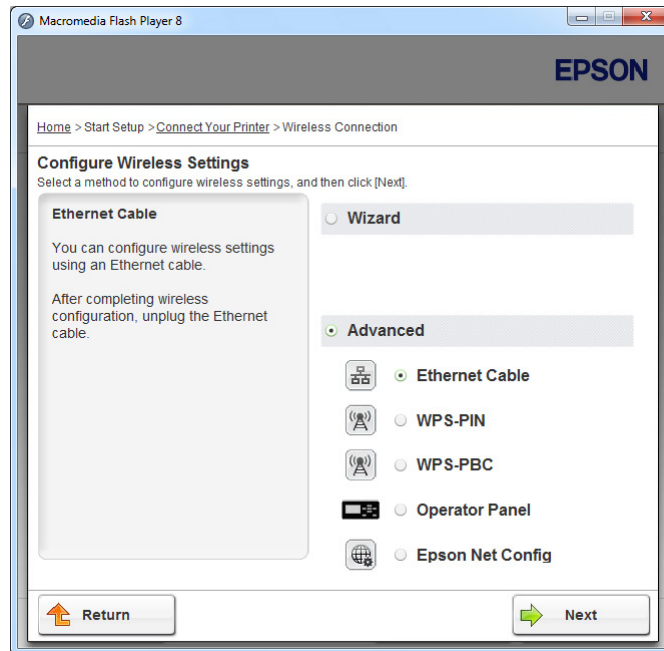 Macromedia Flash Player 8
EPSON
Home > Start Setup > Connect Your Printer > Wireless Connection
Configure Wireless Settings
Select a method to configure wireless settings, and then click [Next].
Ethernet Cable
You can configure wireless settings
using an Ethernet cable.
After completing wireless
configuration, unplug the Ethernet
cable.
Wizard
Advanced
Ethernet Cable
WPS-PIN
WPS-PBC
Operator Panel
Epson Net Config
Return
Next